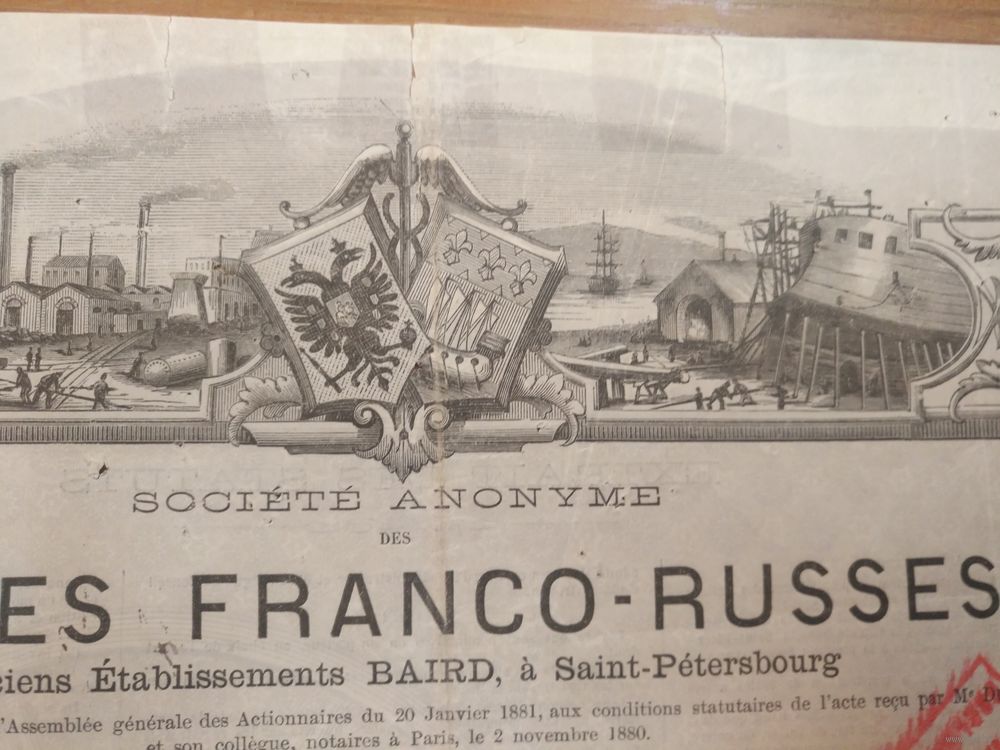 SOCIÉTÉ ANONYME
DES
ES FRANCO-RUSSES
ciens Établissements BAIRD, à Saint-Pétersbourg
l'Assemblée générale des Actionnaires du 20 Janvier 1881, aux conditions statutaires de l'acte reçu par Me D
et son collègue, notaires à Paris, le 2 novembre 1880.